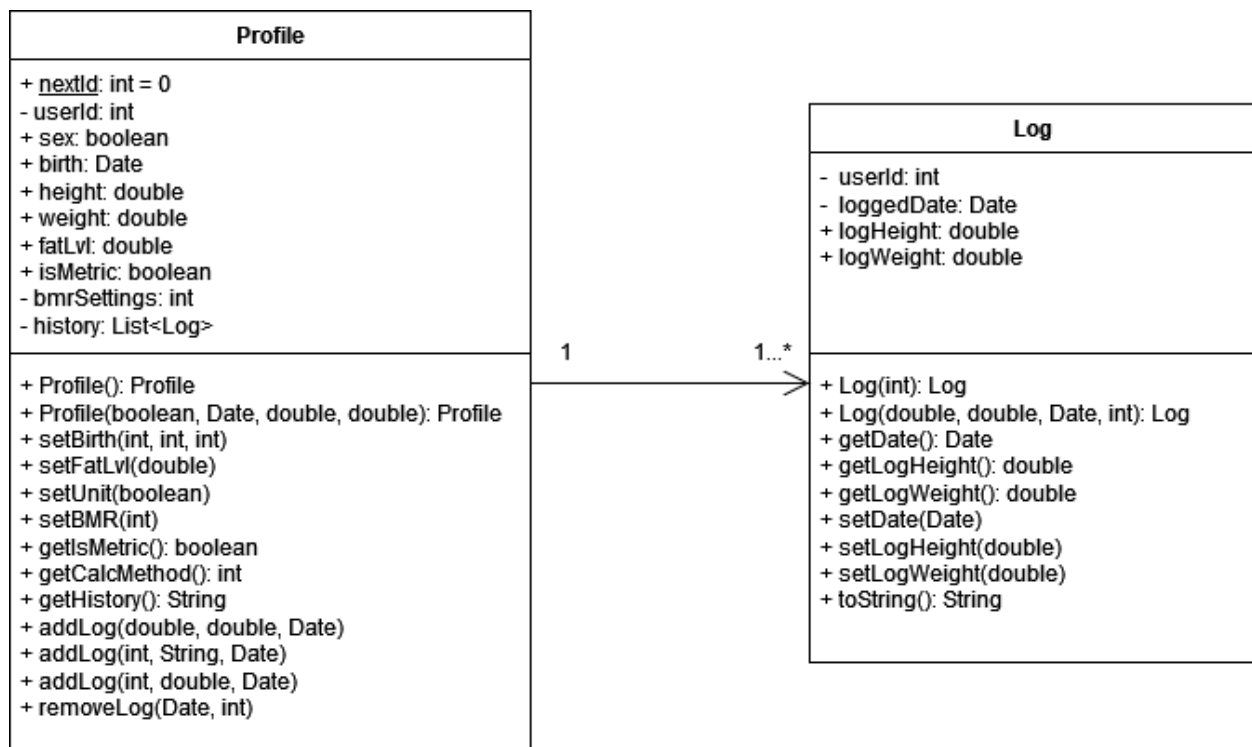 Profile
+ nextId: int = 0
- userId: int
+ sex: boolean
+ birth: Date
+ height: double
+ weight: double
+ fatLvl: double
+ isMetric: boolean
- bmrSettings: int
- history: List<Log>
+ Profile(): Profile
+ Profile(boolean, Date, double, double): Profile
+ setBirth(int, int, int)
+ setFatLvl(double)
+ setUnit(boolean)
+ setBMR(int)
+ getIsMetric(): boolean
+ getCalcMethod(): int
+ getHistory(): String
+ addLog(double, double, Date)
+ addLog(int, String, Date)
+ addLog(int, double, Date)
+ removeLog(Date, int)
1
1...*
Log
- userId: int
- loggedDate: Date
+ logHeight: double
+ logWeight: double
+ Log(int): Log
+ Log(double, double, Date, int): Log
+ getDate(): Date
+ getLogHeight(): double
+ getLogWeight(): double
+ setDate(Date)
+ setLogHeight(double)
+ setLogWeight(double)
+ toString(): String